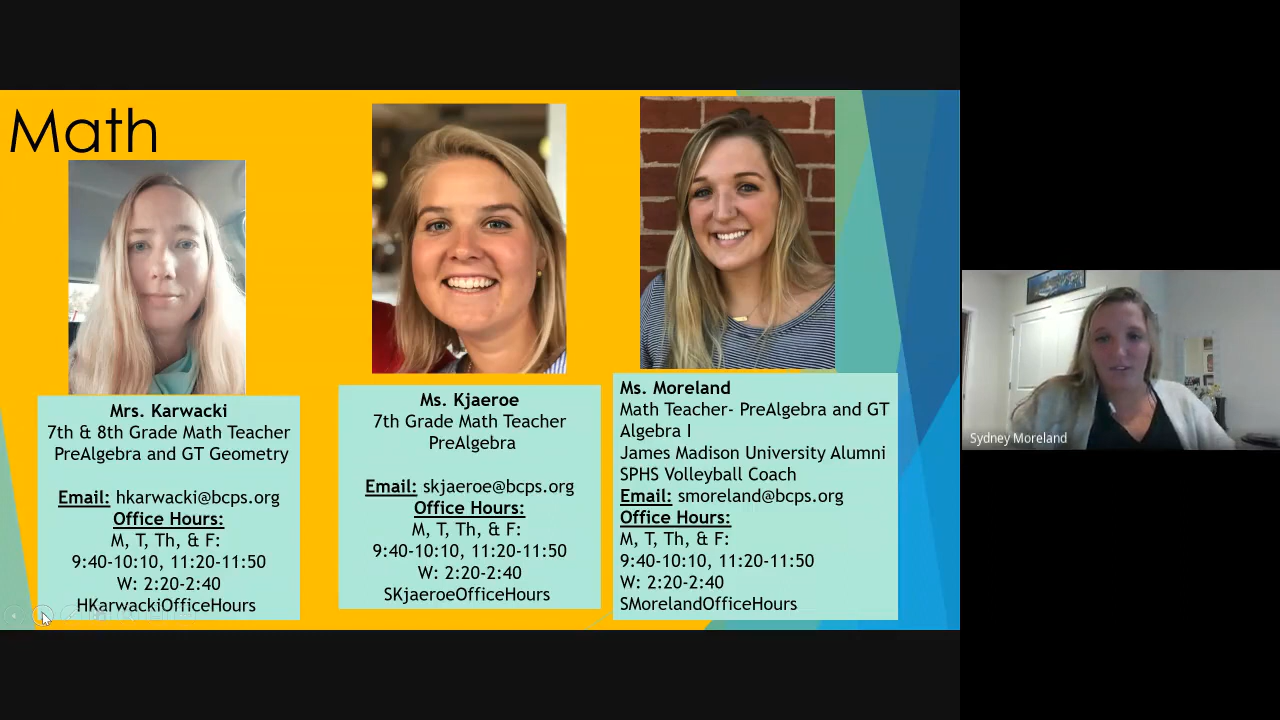 Math
Mrs. Karwacki
7th & 8th Grade Math Teacher
PreAlgebra and GT Geometry
Email: hkarwacki@bcps.org
Office Hours:
M, T, Th, & F:
9:40-10:10, 11:20-11:50
W: 2:20-2:40
HKarwackiOfficeHours
Ms. Kjaeroe
7th Grade Math Teacher
PreAlgebra
Email: skjaeroe@bcps.org
Office Hours:
M, T, Th, & F:
9:40-10:10, 11:20-11:50
W: 2:20-2:40
SKjaeroeOfficeHours
Ms. Moreland
Math Teacher- PreAlgebra and GT
Algebra I
James Madison University Alumni
SPHS Volleyball Coach
Email: smoreland@bcps.org
Office Hours:
M, T, Th, & F:
9:40-10:10, 11:20-11:50
W: 2:20-2:40
SMorelandOfficeHours
Sydney Moreland